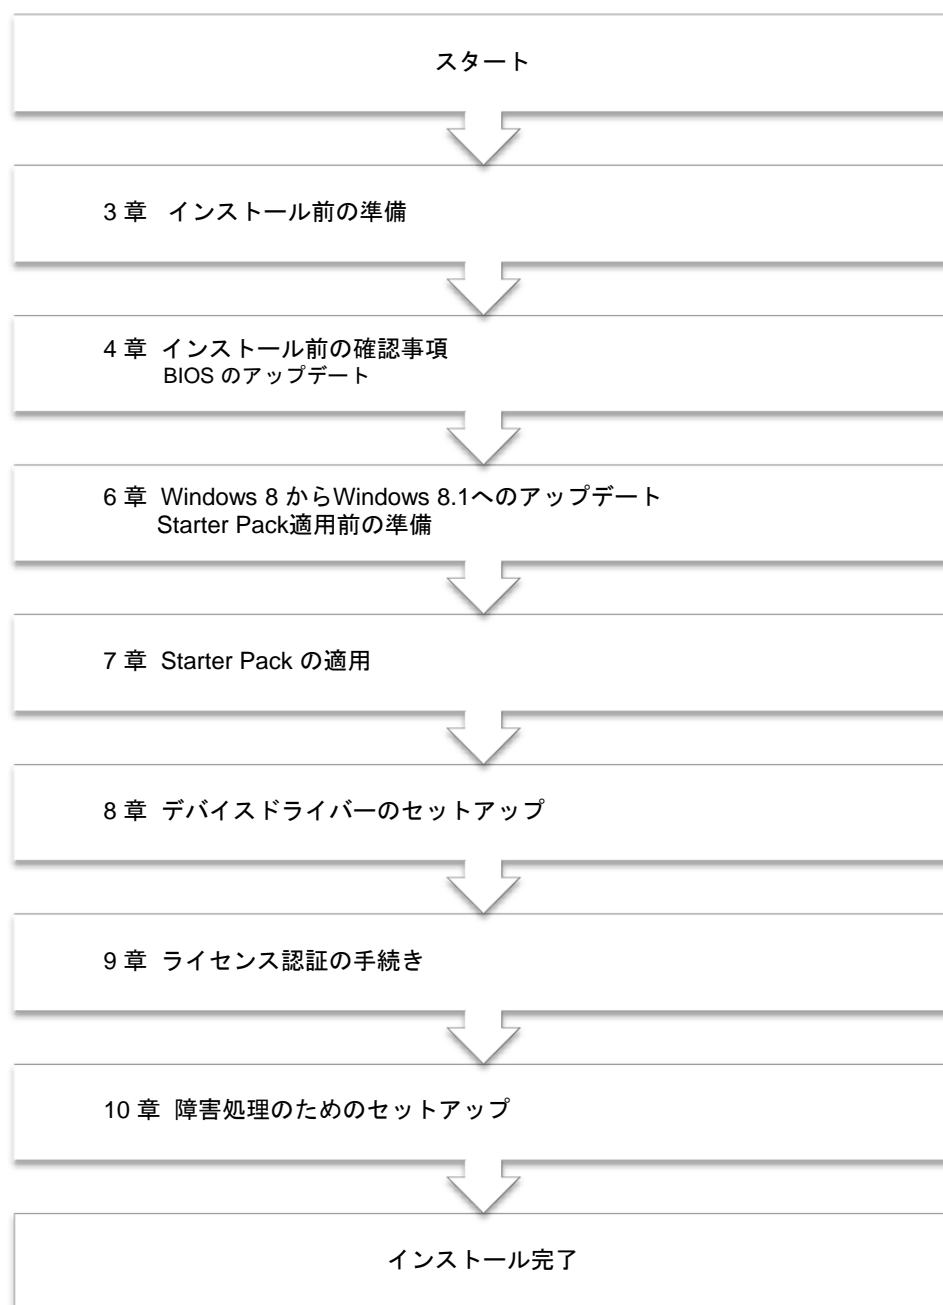 スタート
3 章 インストール前の準備
4 章 インストール前の確認事項
BIOS のアップデート
6 章 Windows 8 からWindows 8.1へのアップデート
Starter Pack適用前の準備
7 章 Starter Pack の適用
8 章 デバイスドライバーのセットアップ
9 章 ライセンス認証の手続き
10 章 障害処理のためのセットアップ
インストール完了